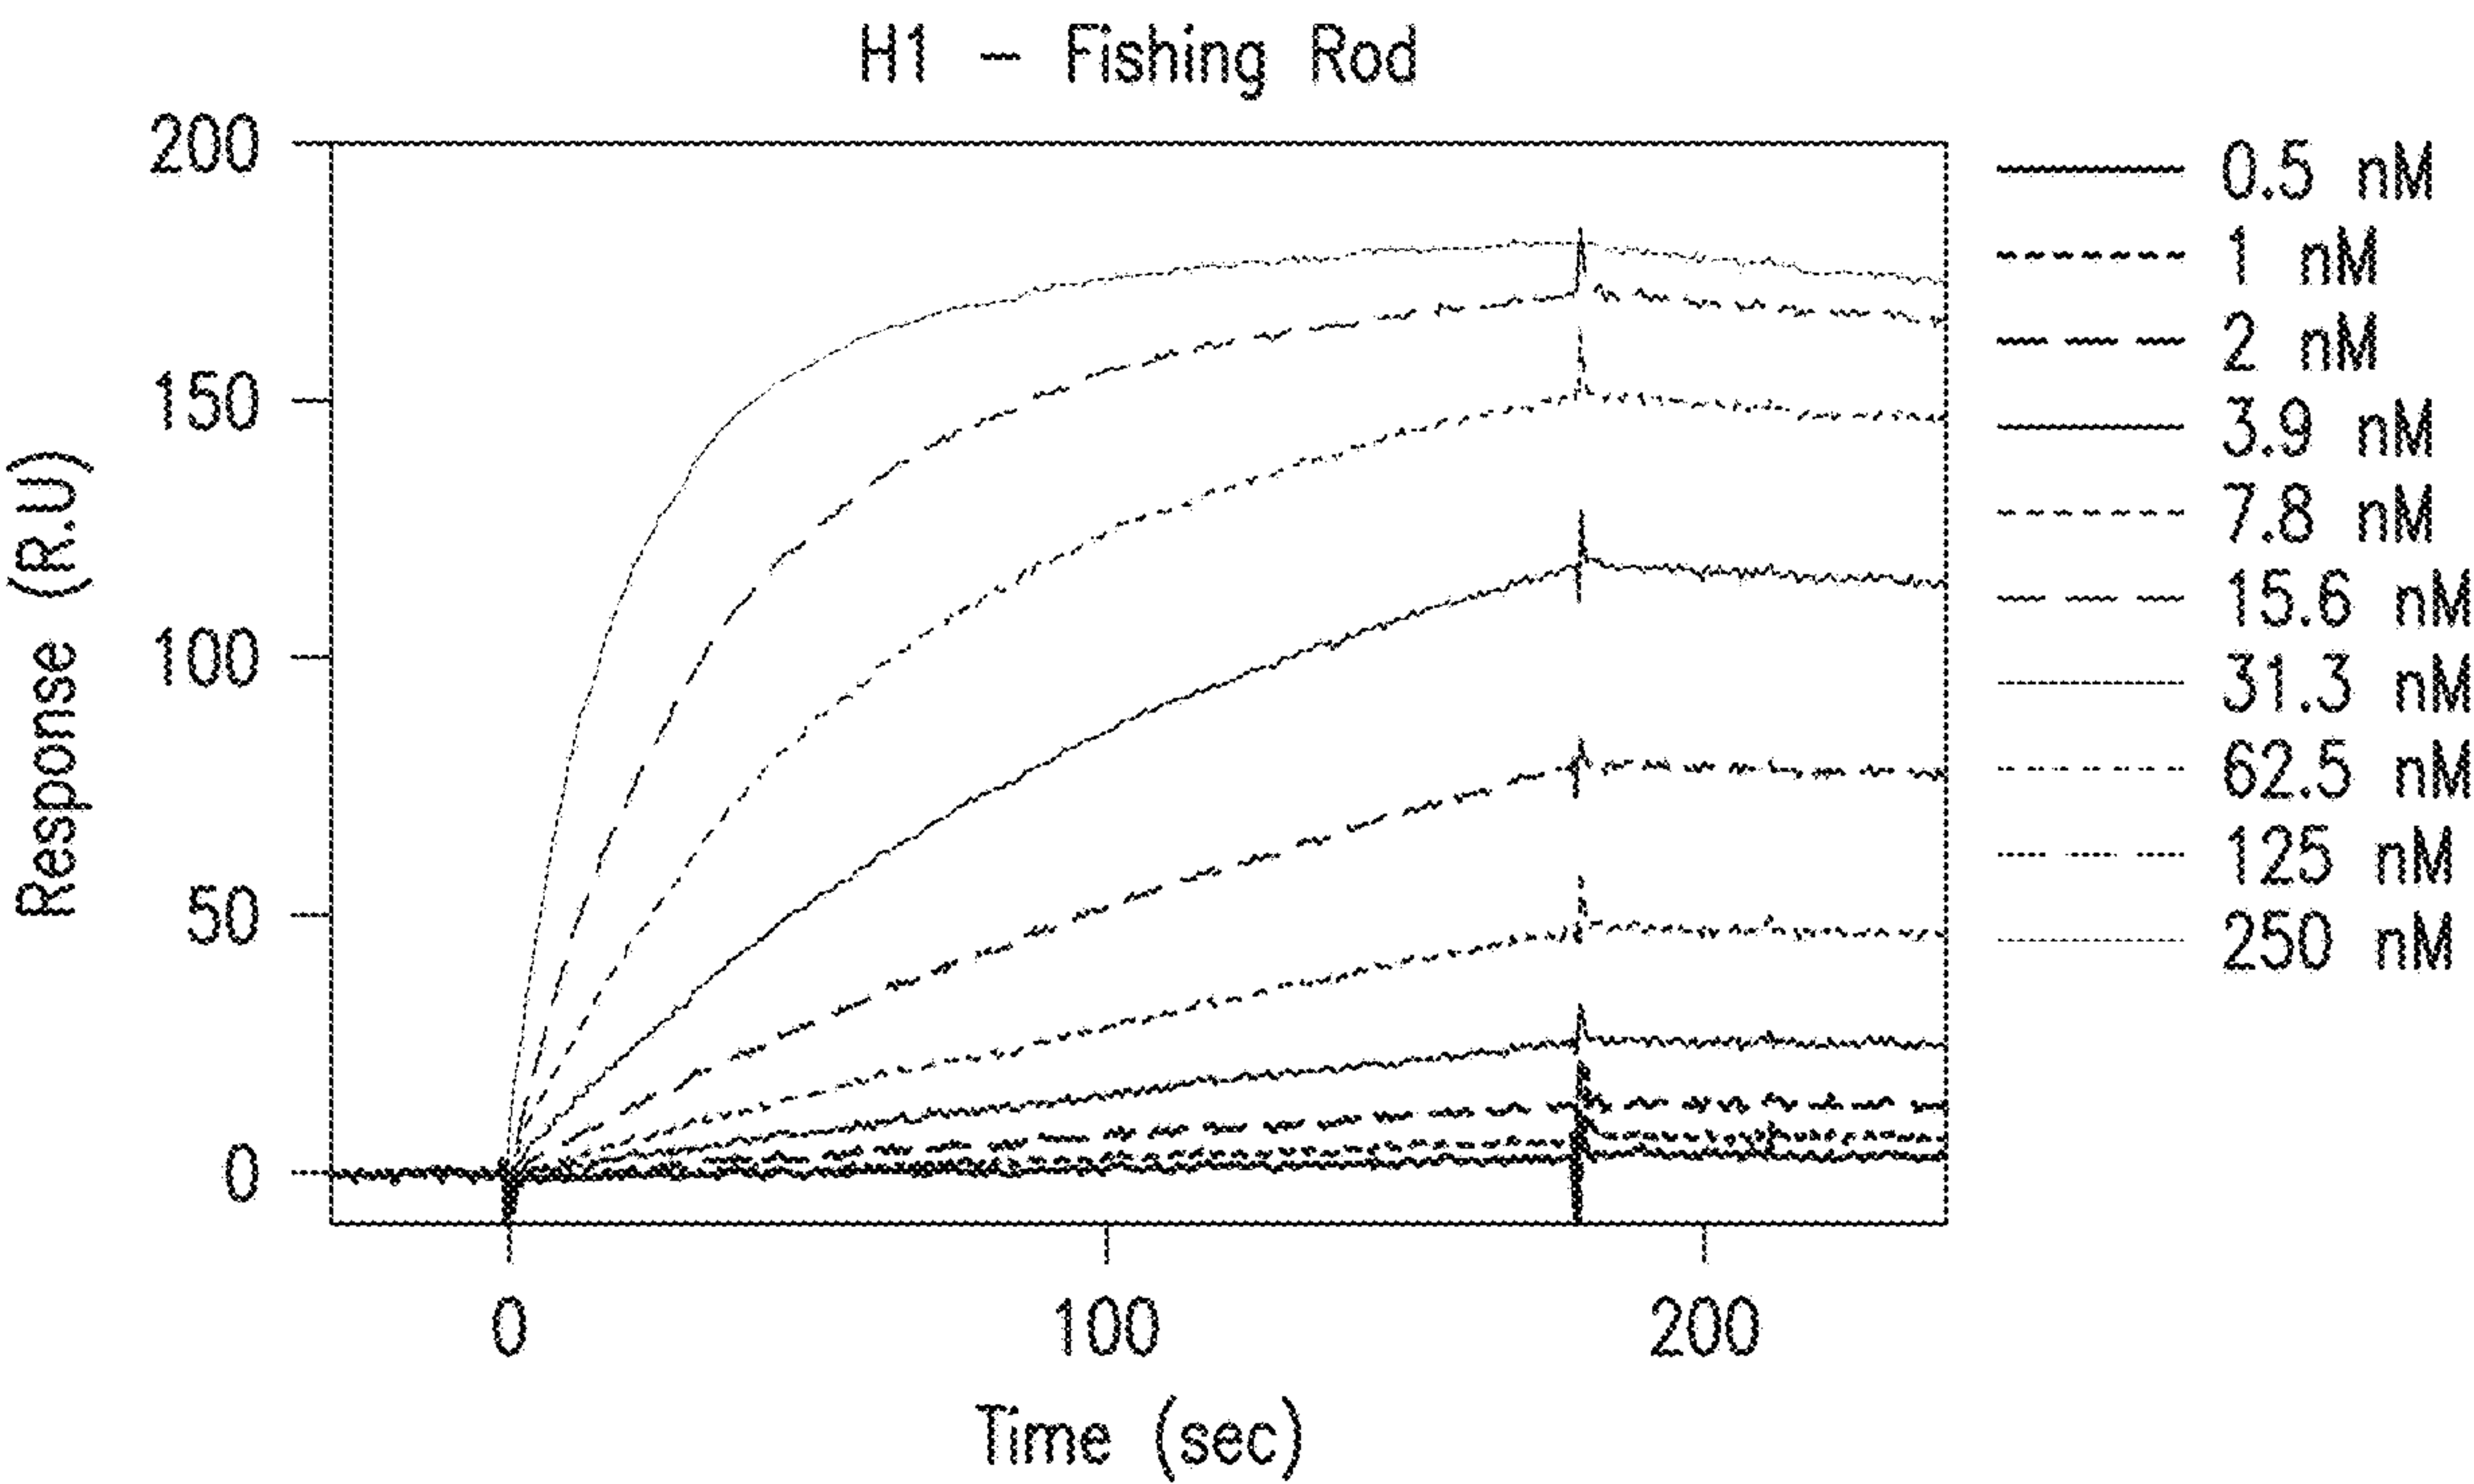 H1 – Fishing Rod
200
150
100
50
0
Response (R.U)
0
100
200
Time (sec)
0.5 nM
1 nM
2 nM
3.9 nM
7.8 nM
15.6 nM
31.3 nM
62.5 nM
125 nM
250 nM